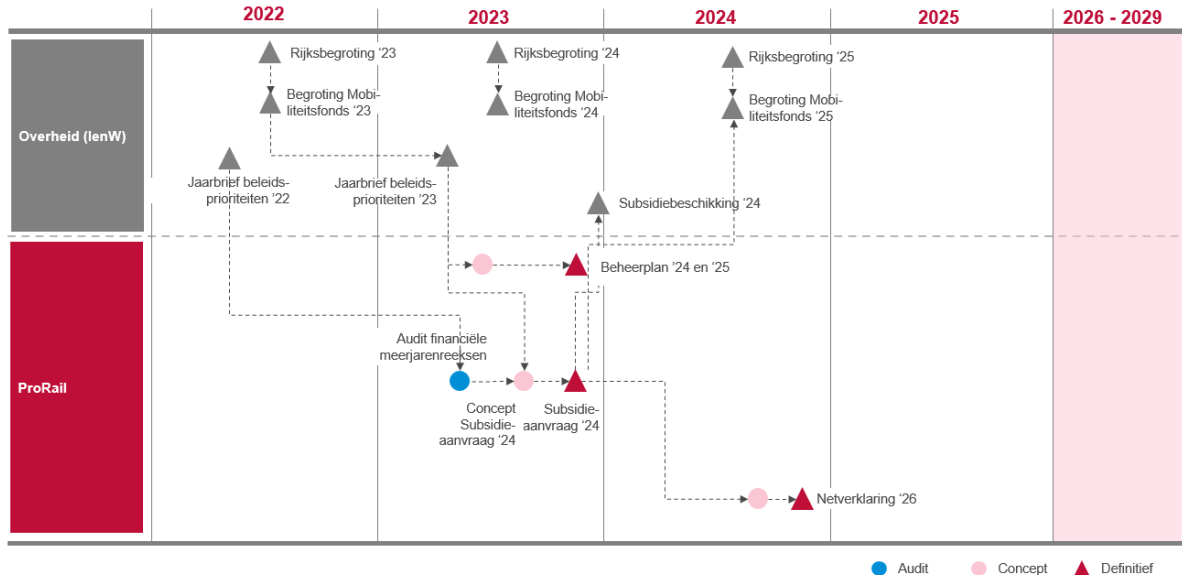 2022
2023
2024
2025
2026 - 2029
Overheid (IenW)
Rijksbegroting ‘23
Begroting Mobi-
liteitsfonds ‘23
Jaarbrief beleids-
prioriteiten ’22
Rijksbegroting ‘24
Begroting Mobi-
liteitsfonds ‘24
Jaarbrief beleids-
prioriteiten ‘23
Rijksbegroting ‘25
Begroting Mobi-
liteitsfonds ‘25
Subsidiebeschikking ‘24
ProRail
Beheerplan ’24 en ‘25
Audit financiële
meerjarenreeksen
Concept
Subsidie-
aanvraag ‘24
Subsidie-
aanvraag ‘24
Netverklaring ‘26
Audit
Concept
Definitief